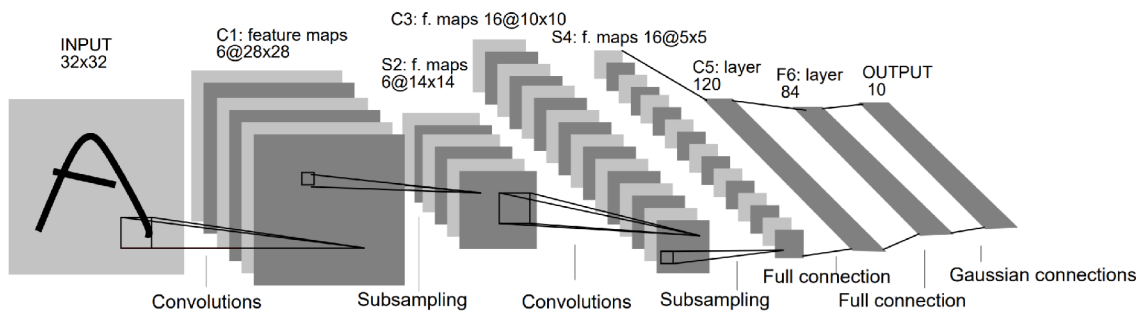 INPUT
32x32
C1: feature maps
6@28x28
S2: f. maps
6@14x14
C3: f. maps 16@10x10
S4: f. maps 16@5x5
C5: layer
120
F6: layer
84
OUTPUT
10
Convolutions
Subsampling
Convolutions
Subsampling
Full connection
Full connection
Gaussian connections